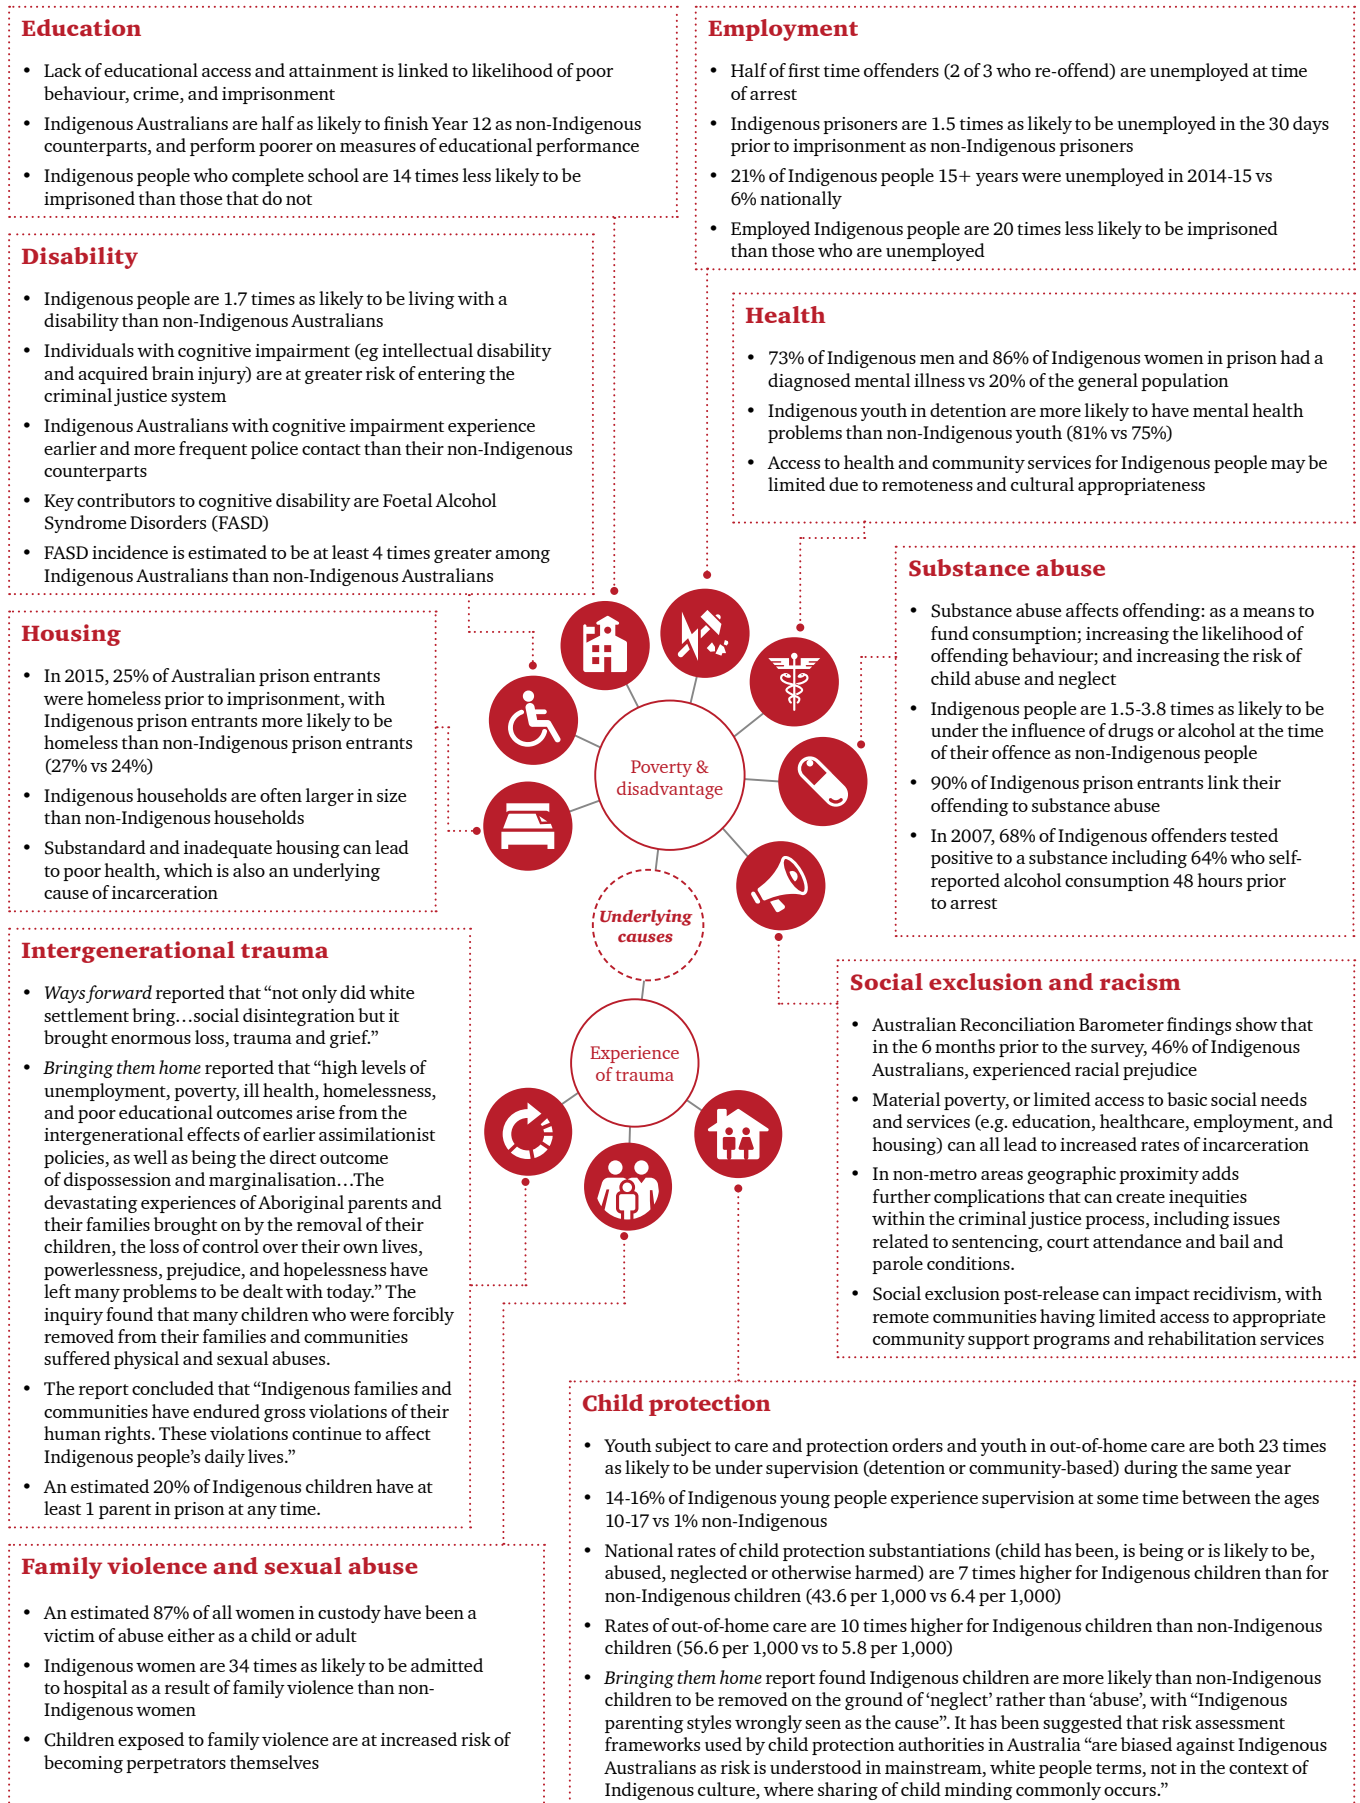 Education
• Lack of educational access and attainment is linked to likelihood of poor
behaviour, crime, and imprisonment
• Indigenous Australians are half as likely to finish Year 12 as non-Indigenous
counterparts, and perform poorer on measures of educational performance
• Indigenous people who complete school are 14 times less likely to be
imprisoned than those that do not
Employment
• Half of first time offenders (2 of 3 who re-offend) are unemployed at time
of arrest
• Indigenous prisoners are 1.5 times as likely to be unemployed in the 30 days
prior to imprisonment as non-Indigenous prisoners
• 21% of Indigenous people 15+ years were unemployed in 2014-15 vs
6% nationally
• Employed Indigenous people are 20 times less likely to be imprisoned
than those who are unemployed
Disability
• Indigenous people are 1.7 times as likely to be living with a
disability than non-Indigenous Australians
• Individuals with cognitive impairment (eg intellectual disability
and acquired brain injury) are at greater risk of entering the
criminal justice system
• Indigenous Australians with cognitive impairment experience
earlier and more frequent police contact than their non-Indigenous
counterparts
• Key contributors to cognitive disability are Foetal Alcohol
Syndrome Disorders (FASD)
• FASD incidence is estimated to be at least 4 times greater among
Indigenous Australians than non-Indigenous Australians
Health
• 73% of Indigenous men and 86% of Indigenous women in prison had a
diagnosed mental illness vs 20% of the general population
• Indigenous youth in detention are more likely to have mental health
problems than non-Indigenous youth (81% vs 75%)
• Access to health and community services for Indigenous people may be
limited due to remoteness and cultural appropriateness
Substance abuse
• Substance abuse affects offending: as a means to
fund consumption; increasing the likelihood of
offending behaviour; and increasing the risk of
child abuse and neglect
• Indigenous people are 1.5-3.8 times as likely to be
under the influence of drugs or alcohol at the time
of their offence as non-Indigenous people
• 90% of Indigenous prison entrants link their
offending to substance abuse
• In 2007, 68% of Indigenous offenders tested
positive to a substance including 64% who self-
reported alcohol consumption 48 hours prior
to arrest
Housing
• In 2015, 25% of Australian prison entrants
were homeless prior to imprisonment, with
Indigenous prison entrants more likely to be
homeless than non-Indigenous prison entrants
(27% vs 24%)
• Indigenous households are often larger in size
than non-Indigenous households
• Substandard and inadequate housing can lead
to poor health, which is also an underlying
cause of incarceration
Poverty &
disadvantage
Underlying
causes
Experience
of trauma
Intergenerational trauma
• Ways forward reported that “not only did white
settlement bring…social disintegration but it
brought enormous loss, trauma and grief.”
• Bringing them home reported that “high levels of
unemployment, poverty, ill health, homelessness,
and poor educational outcomes arise from the
intergenerational effects of earlier assimilationist
policies, as well as being the direct outcome
of dispossession and marginalisation…The
devastating experiences of Aboriginal parents and
their families brought on by the removal of their
children, the loss of control over their own lives,
powerlessness, prejudice, and hopelessness have
left many problems to be dealt with today.” The
inquiry found that many children who were forcibly
removed from their families and communities
suffered physical and sexual abuses.
• The report concluded that “Indigenous families and
communities have endured gross violations of their
human rights. These violations continue to affect
Indigenous people’s daily lives.”
• An estimated 20% of Indigenous children have at
least 1 parent in prison at any time.
Social exclusion and racism
• Australian Reconciliation Barometer findings show that
in the 6 months prior to the survey, 46% of Indigenous
Australians, experienced racial prejudice
• Material poverty, or limited access to basic social needs
and services (e.g. education, healthcare, employment, and
housing) can all lead to increased rates of incarceration
• In non-metro areas geographic proximity adds
further complications that can create inequities
within the criminal justice process, including issues
related to sentencing, court attendance and bail and
parole conditions.
• Social exclusion post-release can impact recidivism, with
remote communities having limited access to appropriate
community support programs and rehabilitation services
Family violence and sexual abuse
• An estimated 87% of all women in custody have been a
victim of abuse either as a child or adult
• Indigenous women are 34 times as likely to be admitted
to hospital as a result of family violence than non-
Indigenous women
• Children exposed to family violence are at increased risk of
becoming perpetrators themselves
Child protection
• Youth subject to care and protection orders and youth in out-of-home care are both 23 times
as likely to be under supervision (detention or community-based) during the same year
• 14-16% of Indigenous young people experience supervision at some time between the ages
10-17 vs 1% non-Indigenous
• National rates of child protection substantiations (child has been, is being or is likely to be,
abused, neglected or otherwise harmed) are 7 times higher for Indigenous children than for
non-Indigenous children (43.6 per 1,000 vs 6.4 per 1,000)
• Rates of out-of-home care are 10 times higher for Indigenous children than non-Indigenous
children (56.6 per 1,000 vs to 5.8 per 1,000)
• Bringing them home report found Indigenous children are more likely than non-Indigenous
children to be removed on the ground of ‘neglect’ rather than ‘abuse’, with “Indigenous
parenting styles wrongly seen as the cause”. It has been suggested that risk assessment
frameworks used by child protection authorities in Australia “are biased against Indigenous
Australians as risk is understood in mainstream, white people terms, not in the context of
Indigenous culture, where sharing of child minding commonly occurs.”